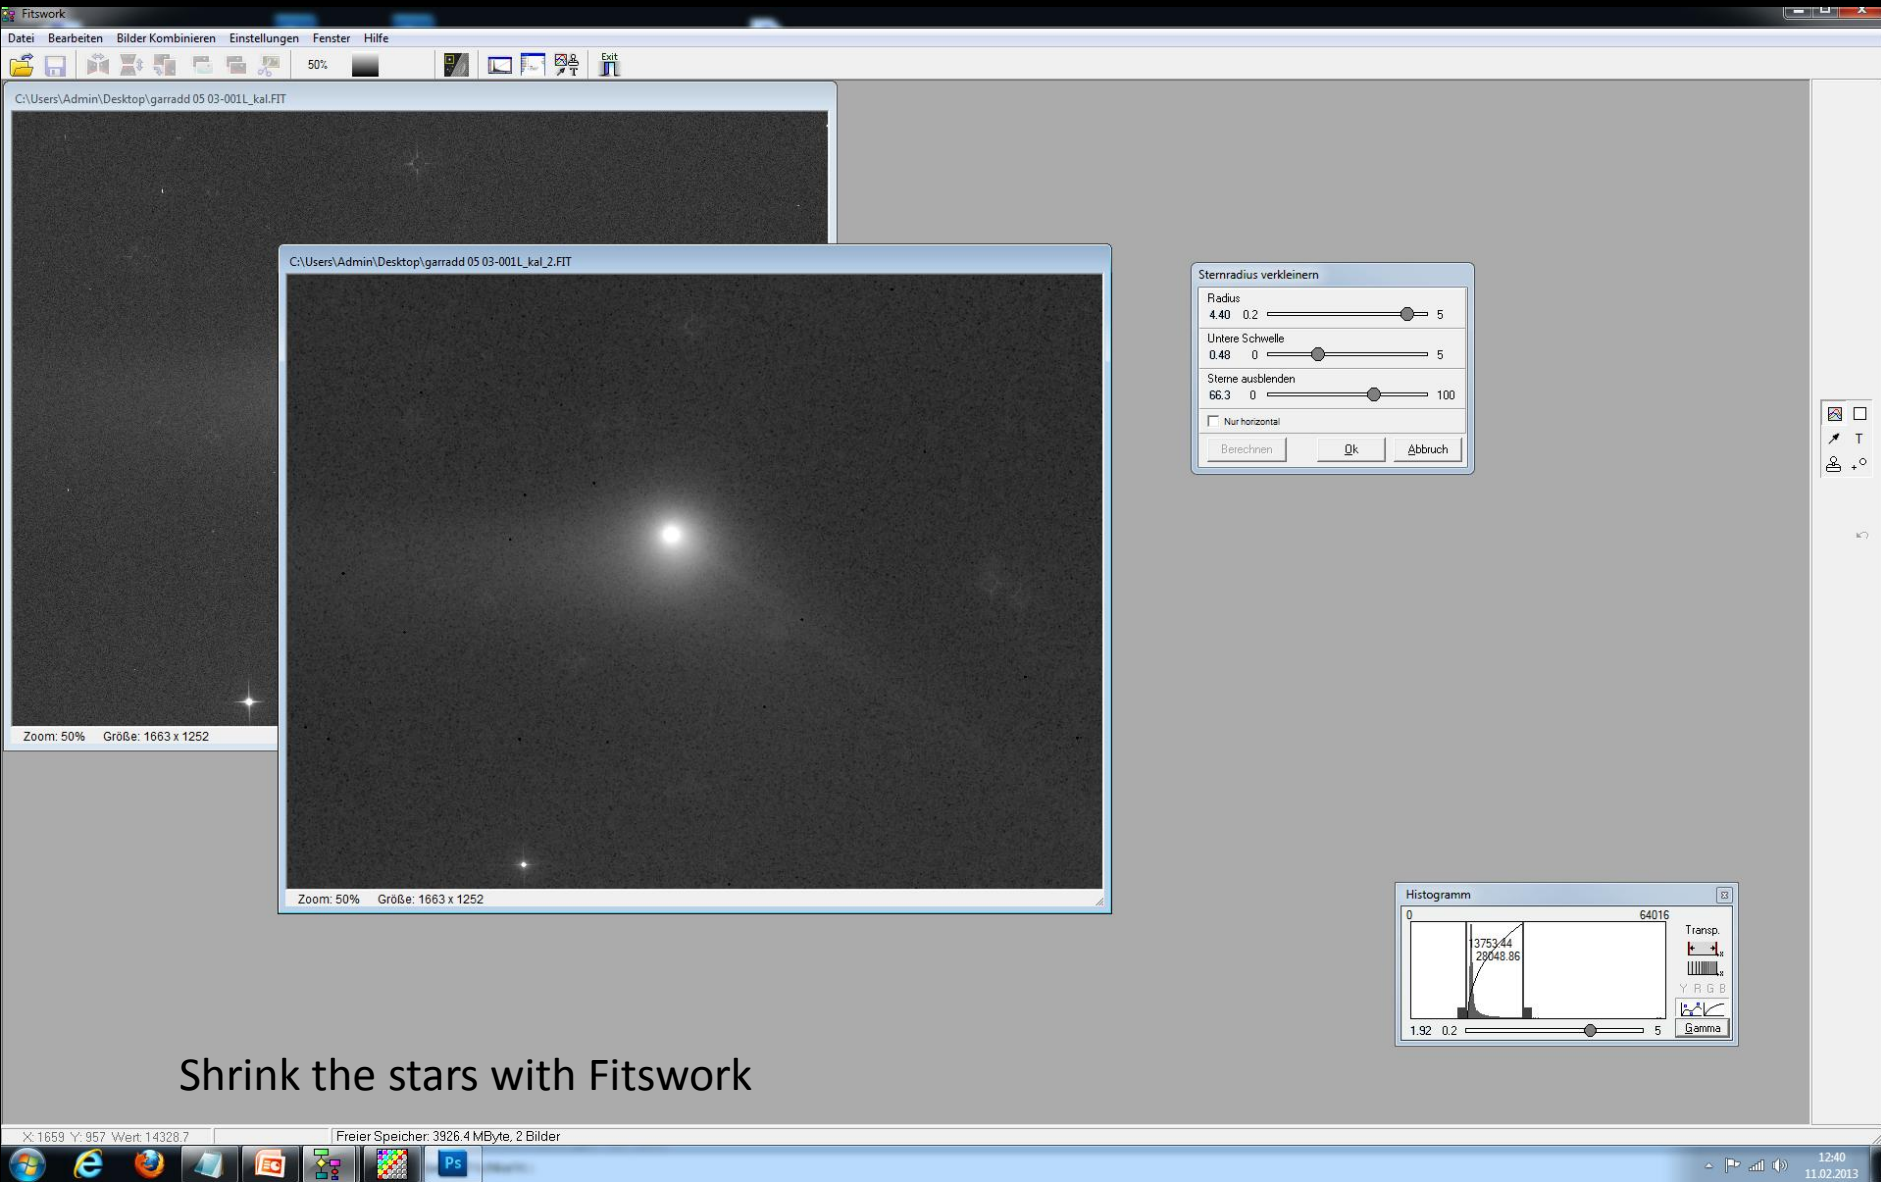 Fitswork
Datei Bearbeiten Bilder Kombinieren Einstellungen Fenster Hilfe
50%
Exit
C:\Users\Admin\Desktop\garradd 05 03-001L_kal.FIT
Zoom: 50% Größe: 1663 x 1252
C:\Users\Admin\Desktop\garradd 05 03-001L_kal_2.FIT
Zoom: 50% Größe: 1663 x 1252
Sternradius verkleinern
Radius
4.40 0.2 5
Untere Schwelle
0.48 0 5
Sterne ausblenden
66.3 0 100
Nur horizontal
Berechnen Ok Abbruch
T
Histogramm
0 64016
13753.44
28048.86
Transp.
Y R G B
1.92 0.2 5 Gamma
Shrink the stars with Fitswork
X: 1659 Y: 957 Wert: 14328.7 Freier Speicher: 3926.4 MByte, 2 Bilder
Ps
12:40
11.02.2013